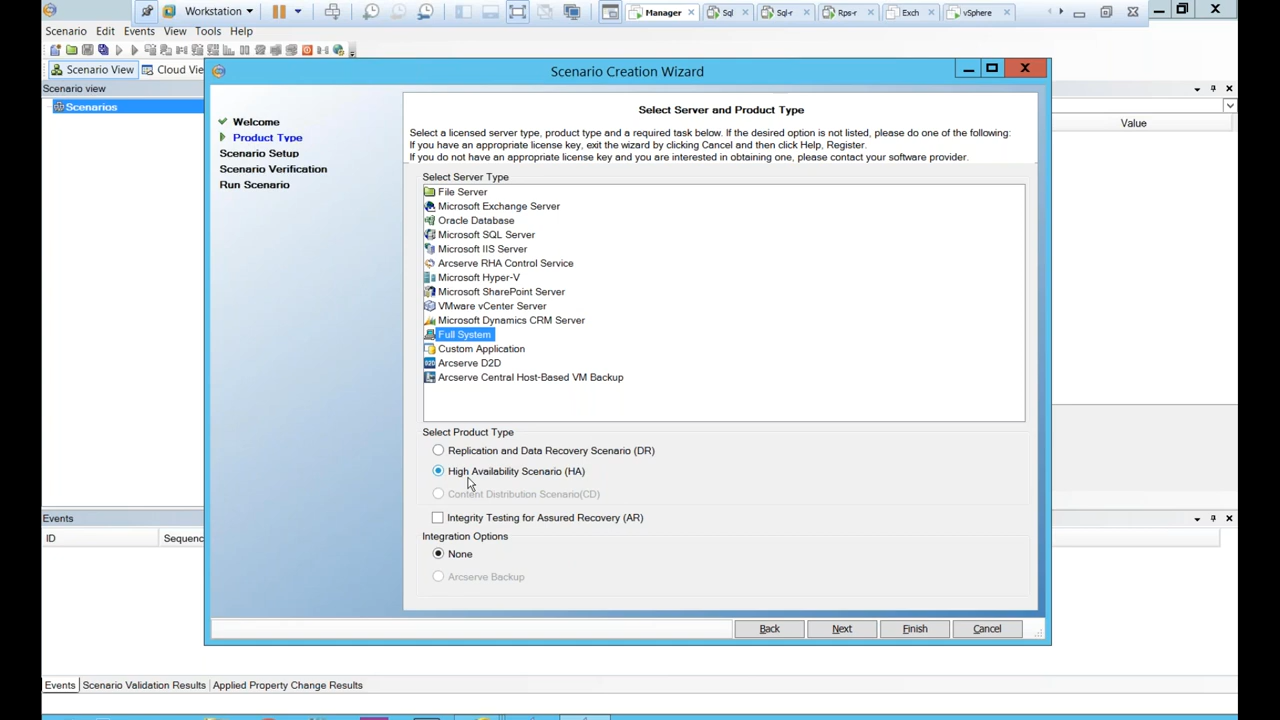 Workstation
Manager
Sql
Sql-r
Rps-r
Exch
vSphere
Scenario Edit Events View Tools Help
Scenario View
Cloud Vie
Scenario view
Scenarios
Value
Scenario Creation Wizard
Welcome
Product Type
Scenario Setup
Scenario Verification
Run Scenario
Select Server and Product Type
Select a licensed server type, product type and a required task below. If the desired option is not listed, please do one of the following:
If you have an appropriate license key, exit the wizard by clicking Cancel and then click Help, Register.
If you do not have an appropriate license key and you are interested in obtaining one, please contact your software provider.
Select Server Type
File Server
Microsoft Exchange Server
Oracle Database
Microsoft SQL Server
Microsoft IIS Server
Arcserve RHA Control Service
Microsoft Hyper-V
Microsoft SharePoint Server
VMware vCenter Server
Microsoft Dynamics CRM Server
Full System
Custom Application
D2D Arcserve D2D
Arcserve Central Host-Based VM Backup
Select Product Type
Replication and Data Recovery Scenario (DR)
High Availability Scenario (HA)
Content Distribution Scenario(CD)
Integrity Testing for Assured Recovery (AR)
Integration Options
None
Arcserve Backup
Back
Next
Finish
Cancel
Events
ID
Sequenc
Events
Scenario Validation Results
Applied Property Change Results